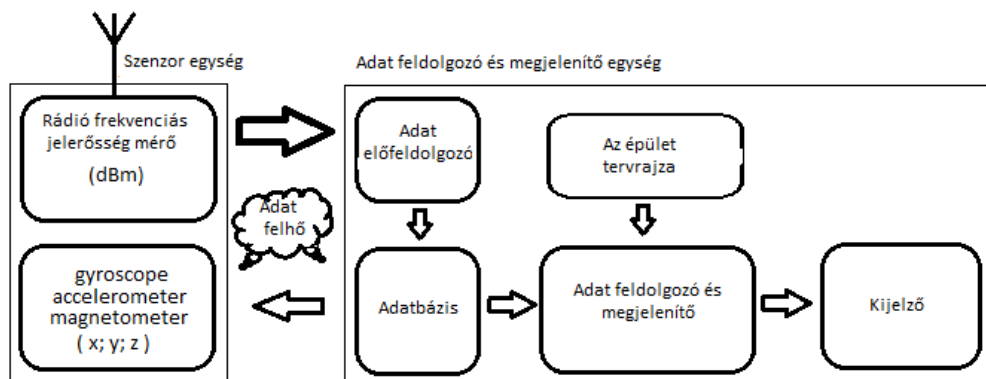 Szenzor egység
Rádió frekvenciás
jelerősség mérő
(dBm)
gyroscope
accelerometer
magnetometer
( x; y; z )
Adat
felhő
Adat feldolgozó és megjelenítő egység
Adat
előfeldolgozó
Az épület
tervrajza
Adatbázis
Adat feldolgozó és
megjelenítő
Kijelző